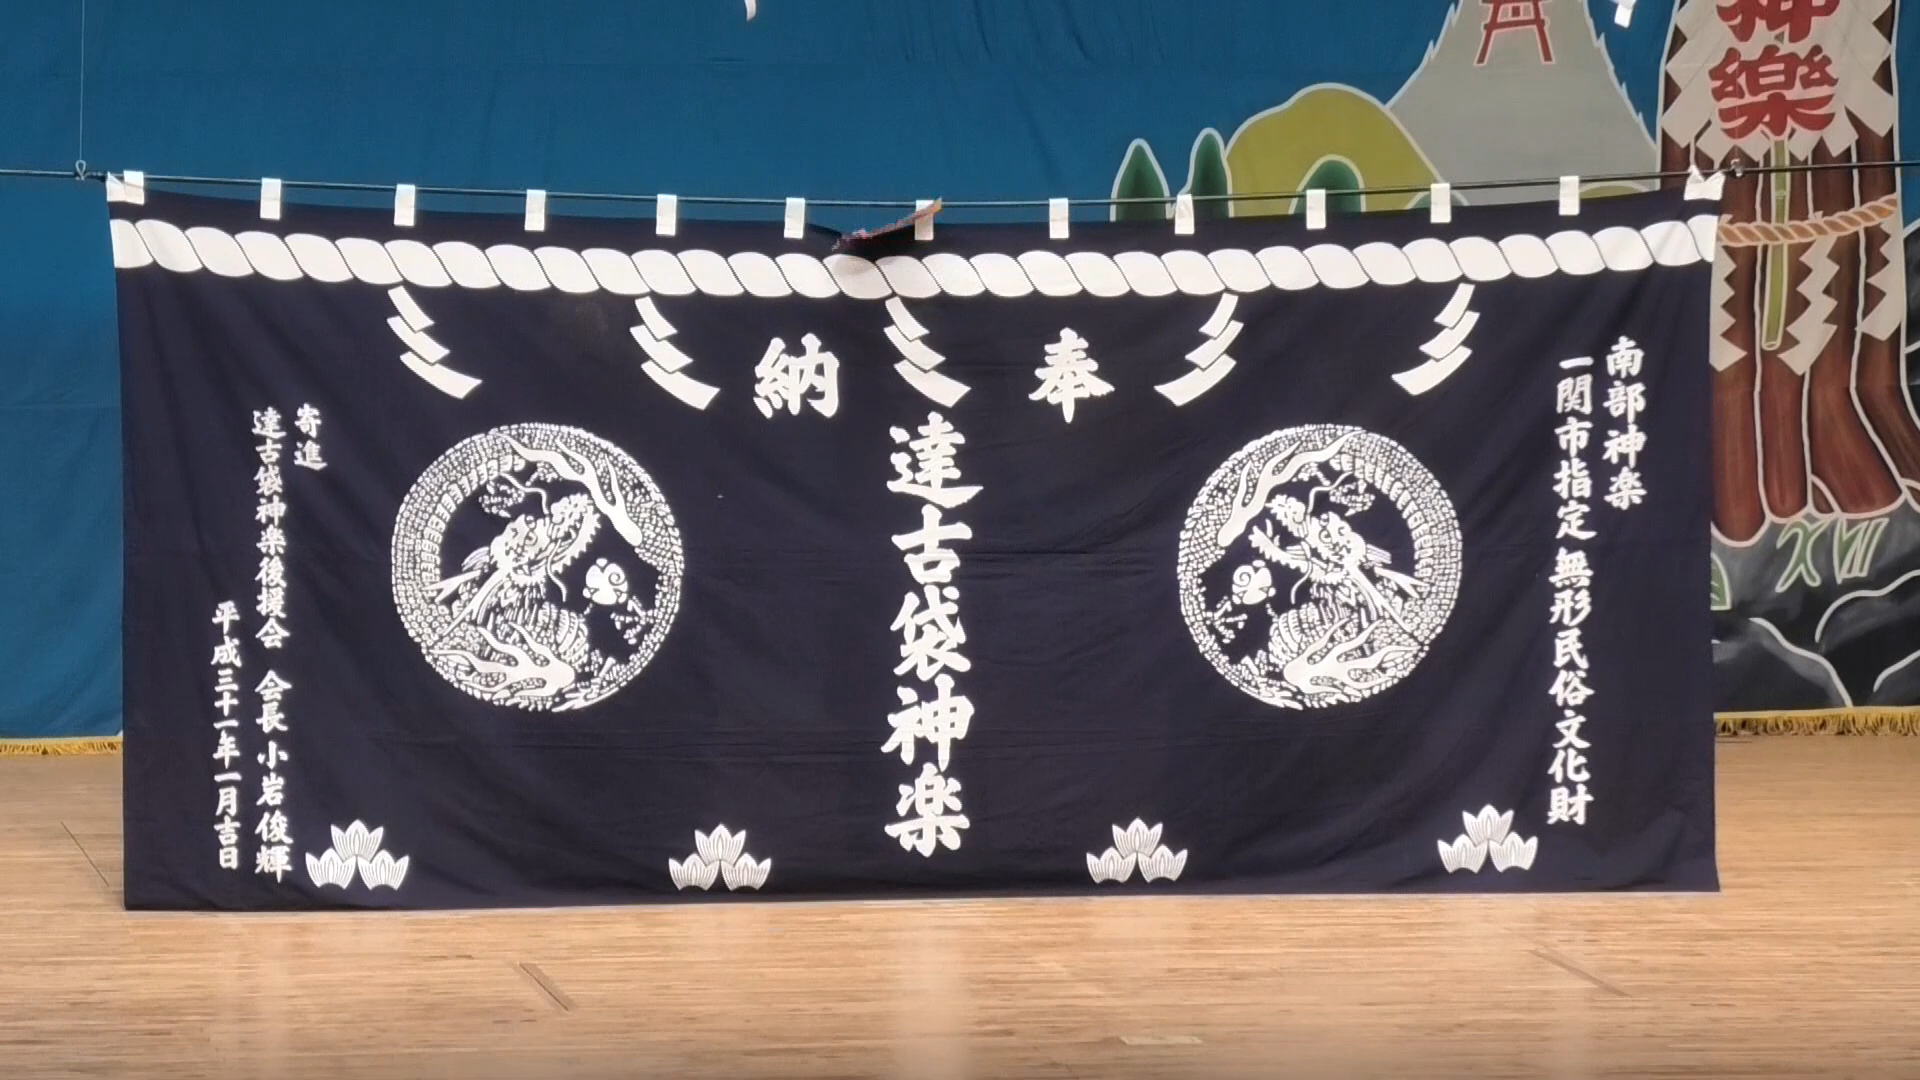 神樂
奉納
南部神楽
一関市指定 無形民俗文化財
達古袋神楽
寄進
達古袋神楽後援会 会長 小岩俊輝
平成三十一年一月吉日
XVII